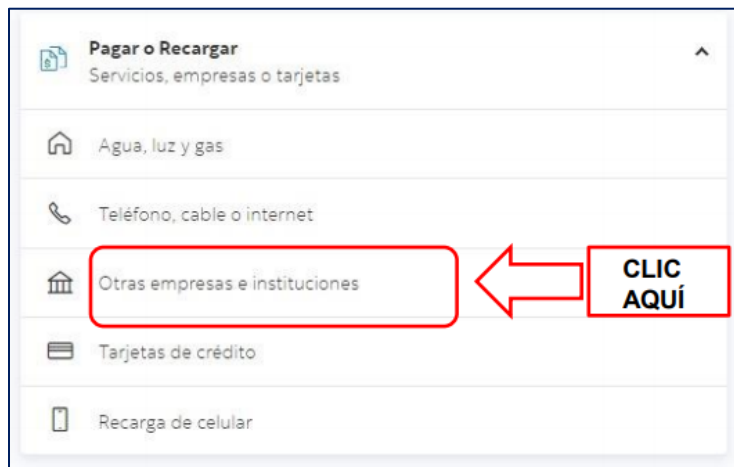 Pagar o Recargar
Servicios, empresas o tarjetas
Agua, luz y gas
Teléfono, cable o internet
Otras empresas e instituciones
CLIC
AQUÍ
Tarjetas de crédito
Recarga de celular